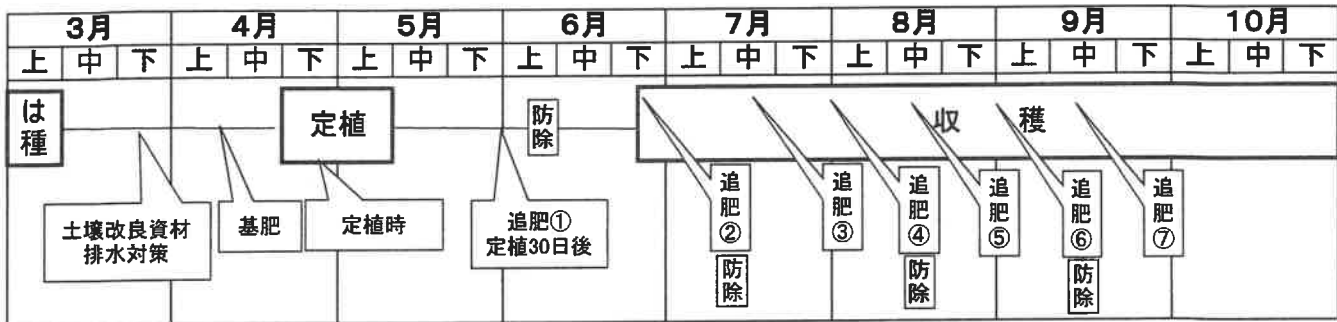 3月 4月 5月 6月 7月 8月 9月 10月
上 中 下 上 中 下 上 中 下 上 中 下 上 中 下 上 中 下 上 中 下 上 中 下
は種
定植
防除
収穫
土壌改良資材
排水対策
基肥
定植時
追肥①
定植30日後
追肥②
追肥③
追肥④
追肥⑤
追肥⑥
追肥⑦
防除
防除
防除